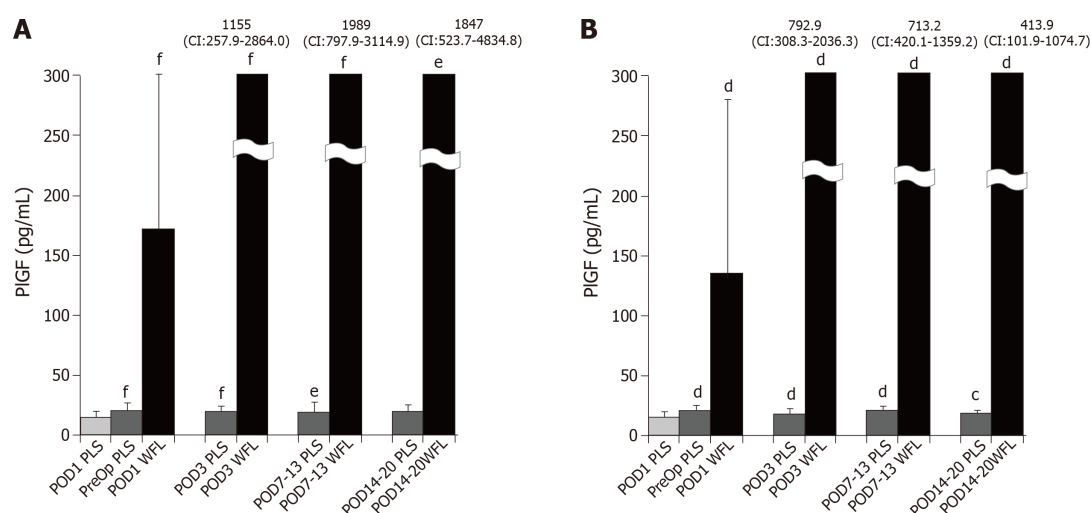 A
1155
(CI:257.9-2864.0)
1989
(CI:797.9-3114.9)
1847
(CI:523.7-4834.8)
f
f
f
e
300
250
200
150
100
50
0
PlGF (pg/mL)
f
f
e
POD1 PLS
PreOp PLS
POD1 WFL
POD3 PLS
POD3 WFL
POD7-13 PLS
POD7-13 WFL
POD14-20 PLS
POD14-20WFL
B
792.9
(CI:308.3-2036.3)
713.2
(CI:420.1-1359.2)
413.9
(CI:101.9-1074.7)
d
d
d
d
300
250
200
150
100
50
0
PlGF (pg/mL)
d
d
d
c
POD1 PLS
PreOp PLS
POD1 WFL
POD3 PLS
POD3 WFL
POD7-13 PLS
POD7-13 WFL
POD14-20 PLS
POD14-20WFL